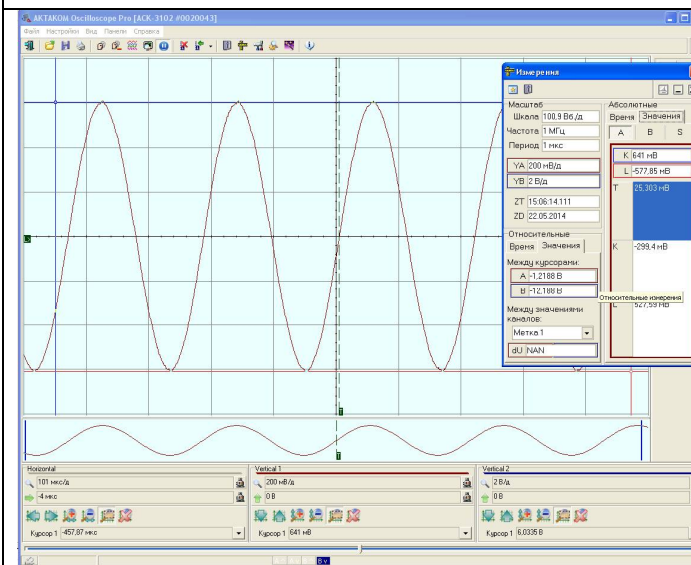 АКТАКОМ Oscilloscope Pro [АСК-3102 #0020043]
Файл Настройки Вид Панели Справка
Измерения
Масштаб
Шкала 100,9 Вб./д
Частота 1 МГц
Период 1 мкс
YA 200 мВ/д
YB 2 В/д
ZT 15:06:14.111
ZD 22.05.2014
Относительные
Время Значения
Между курсорами:
A -1,2188 В
B -12,188 В
Между значениями
каналов:
Метка 1
dU NAN
Абсолютные
Время Значения
A B S
K 641 мВ
L -577,85 мВ
T 25,303 мВ
K -299,4 мВ
Относительные измерения
L 527,59 мВ
T
T
Horizontal
101 мкс/д
-4 мкс
Курсор 1 -457,87 мкс
Vertical 1
200 мВ/д
0 В
Курсор 1 641 мВ
Vertical 2
2 В/д
0 В
Курсор 1 6,0335 В